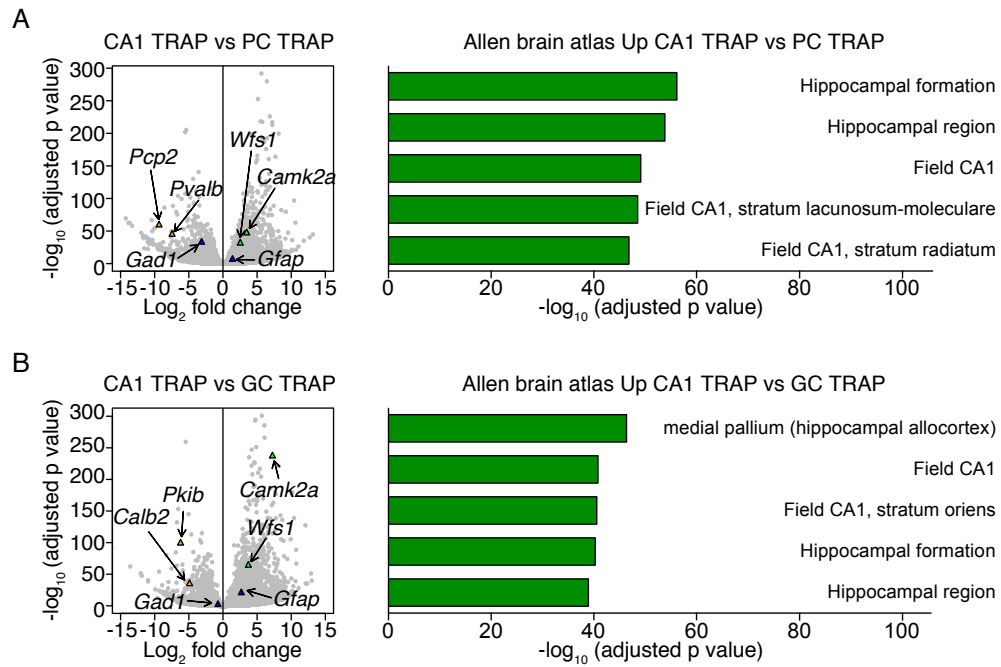 A
CA1 TRAP vs PC TRAP
Allen brain atlas Up CA1 TRAP vs PC TRAP
-log10 (adjusted p value)
300
250
200
150
100
50
0
Wfs1
Pcp2
Camk2a
Pvalb
Gad1
Gfap
-15 -10 -5 0 5 10 15
Log2 fold change
Hippocampal formation
Hippocampal region
Field CA1
Field CA1, stratum lacunosum-moleculare
Field CA1, stratum radiatum
0 20 40 60 80 100
-log10 (adjusted p value)
B
CA1 TRAP vs GC TRAP
Allen brain atlas Up CA1 TRAP vs GC TRAP
-log10 (adjusted p value)
300
250
200
150
100
50
0
Pkib
Camk2a
Calb2
Wfs1
Gad1
Gfap
-15 -10 -5 0 5 10 15
Log2 fold change
medial pallium (hippocampal allocortex)
Field CA1
Field CA1, stratum oriens
Hippocampal formation
Hippocampal region
0 20 40 60 80 100
-log10 (adjusted p value)